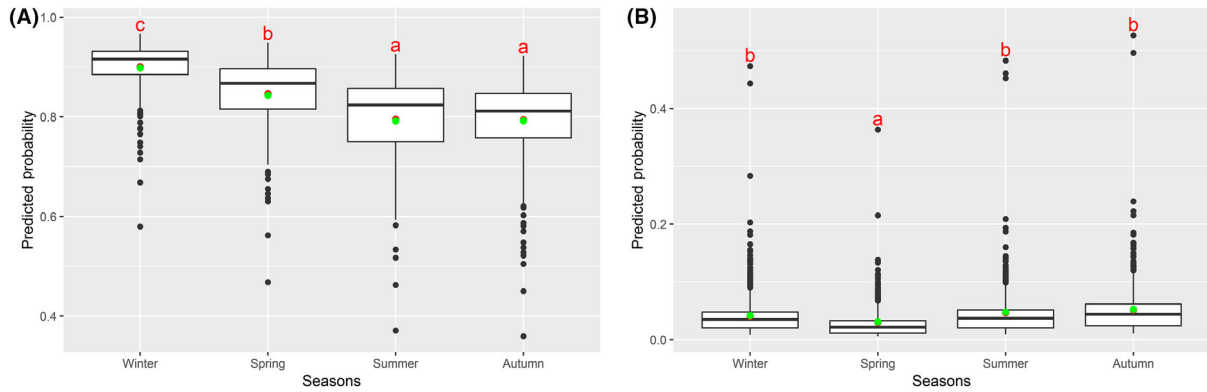 (A)
Predicted probability
1.0
0.8
0.6
0.4
c
b
a
a
Winter
Spring
Summer
Autumn
Seasons
(B)
Predicted probability
0.4
0.2
0.0
b
a
b
b
Winter
Spring
Summer
Autumn
Seasons